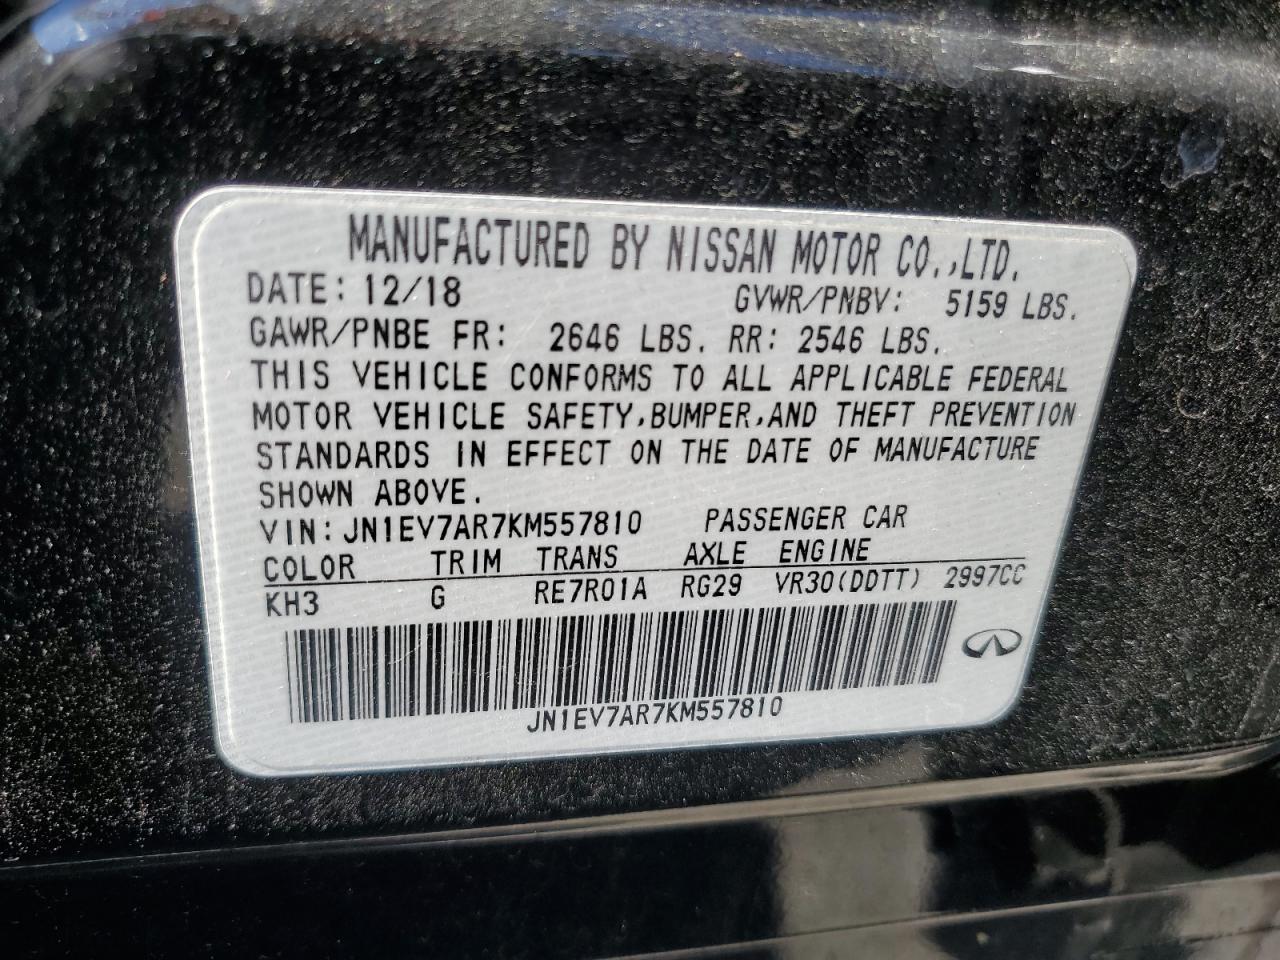 MANUFACTURED BY NISSAN MOTOR CO.,LTD.
DATE: 12/18 GVWR/PNBV: 5159 LBS.
GAWR/PNBE FR: 2646 LBS. RR: 2546 LBS.
THIS VEHICLE CONFORMS TO ALL APPLICABLE FEDERAL
MOTOR VEHICLE SAFETY,BUMPER,AND THEFT PREVENTION
STANDARDS IN EFFECT ON THE DATE OF MANUFACTURE
SHOWN ABOVE.
VIN:JN1EV7AR7KM557810 PASSENGER CAR
COLOR TRIM TRANS AXLE ENGINE
KH3 G RE7R01A RG29 VR30(DDTT) 2997CC
JN1EV7AR7KM557810